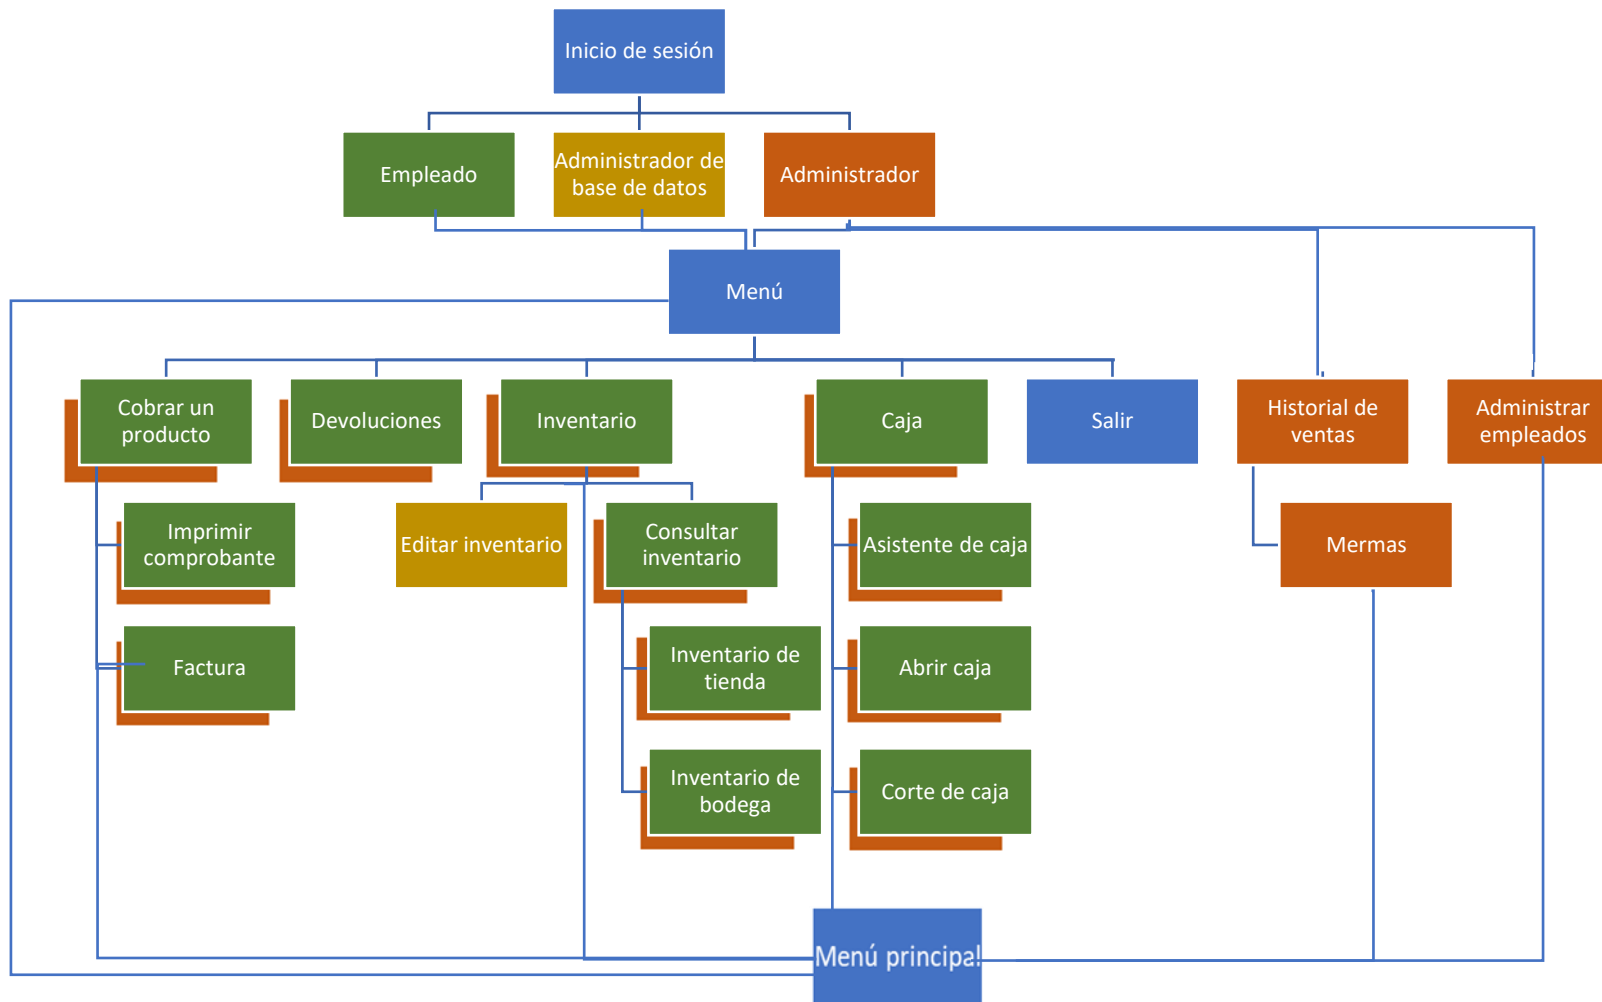 Inicio de sesión
Empleado
Administrador de
base de datos
Administrador
Menú
Cobrar un
producto
Devoluciones
Inventario
Caja
Salir
Historial de
ventas
Administrar
empleados
Imprimir
comprobante
Editar inventario
Consultar
inventario
Asistente de caja
Mermas
Factura
Inventario de
tienda
Abrir caja
Inventario de
bodega
Corte de caja
Menú principal